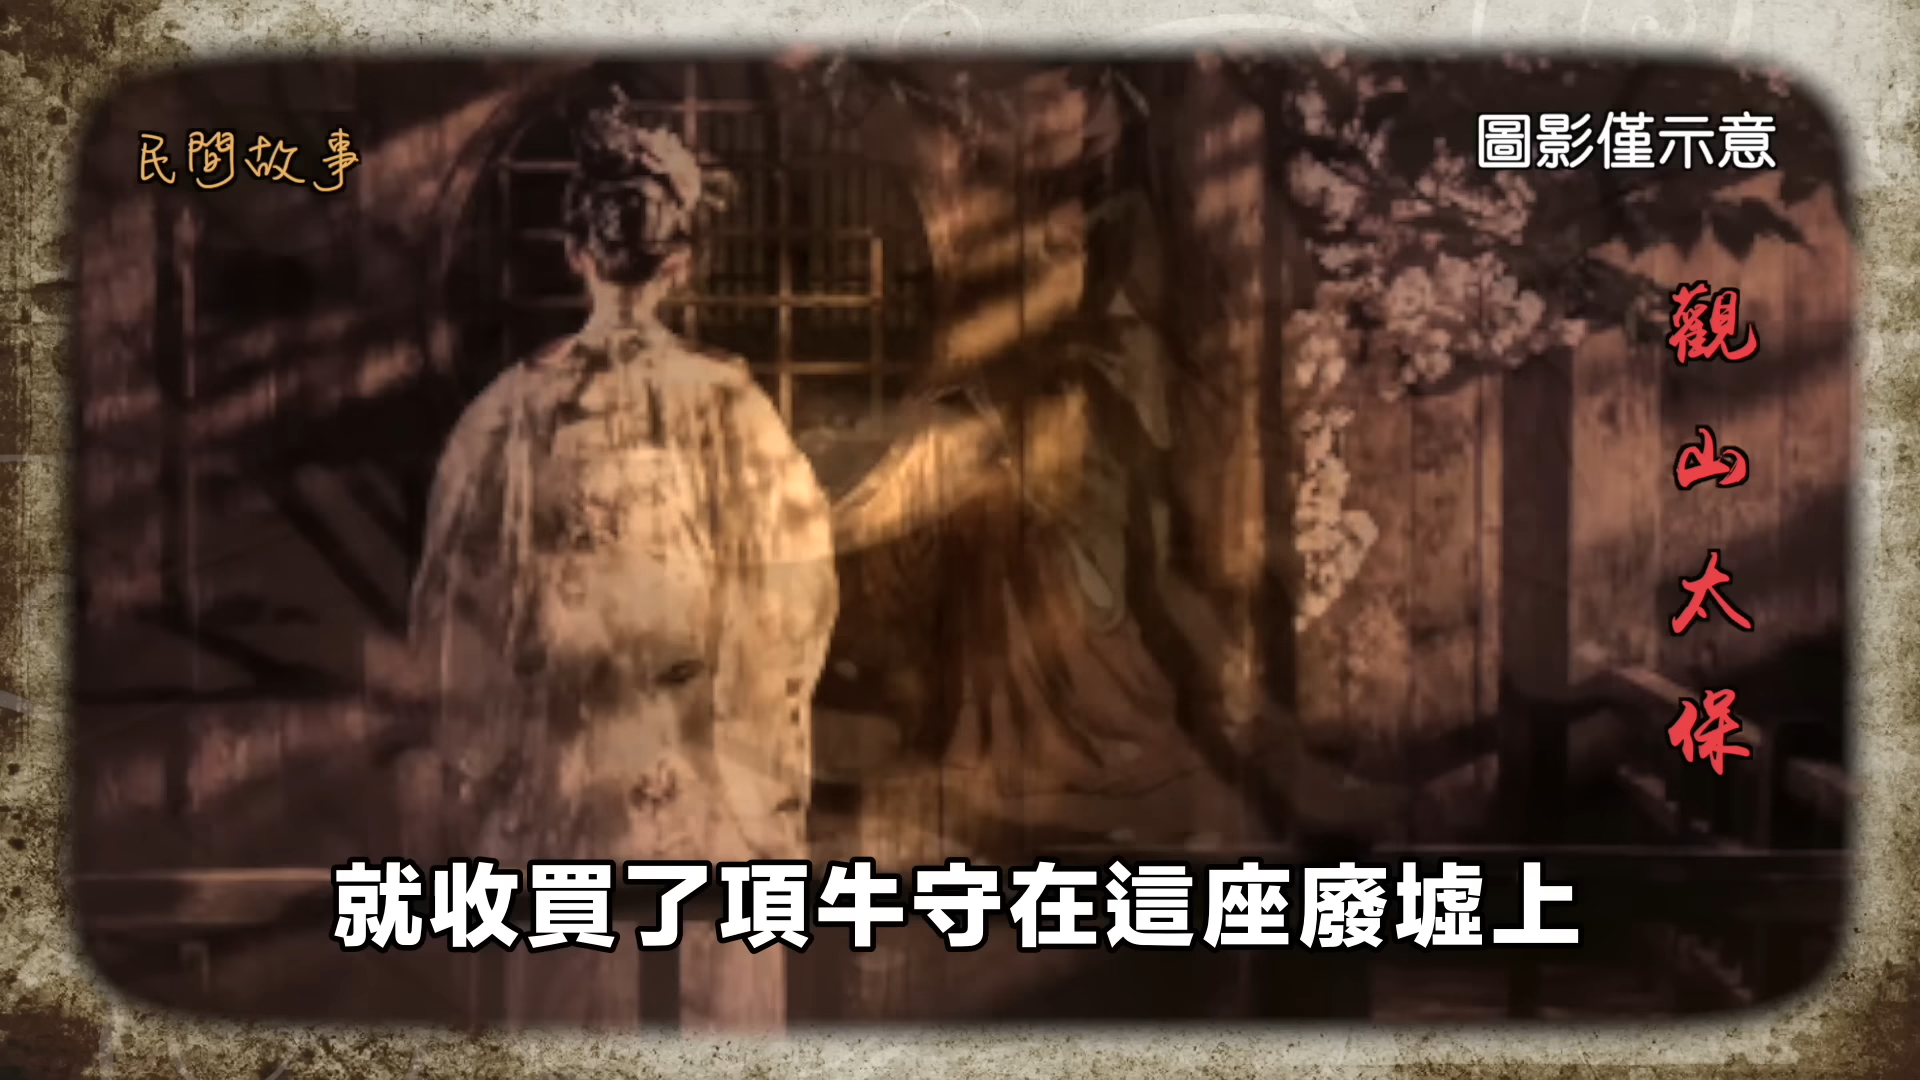 民間故事
圖影僅示意
觀山太保
就收買了項牛守在這座廢墟上